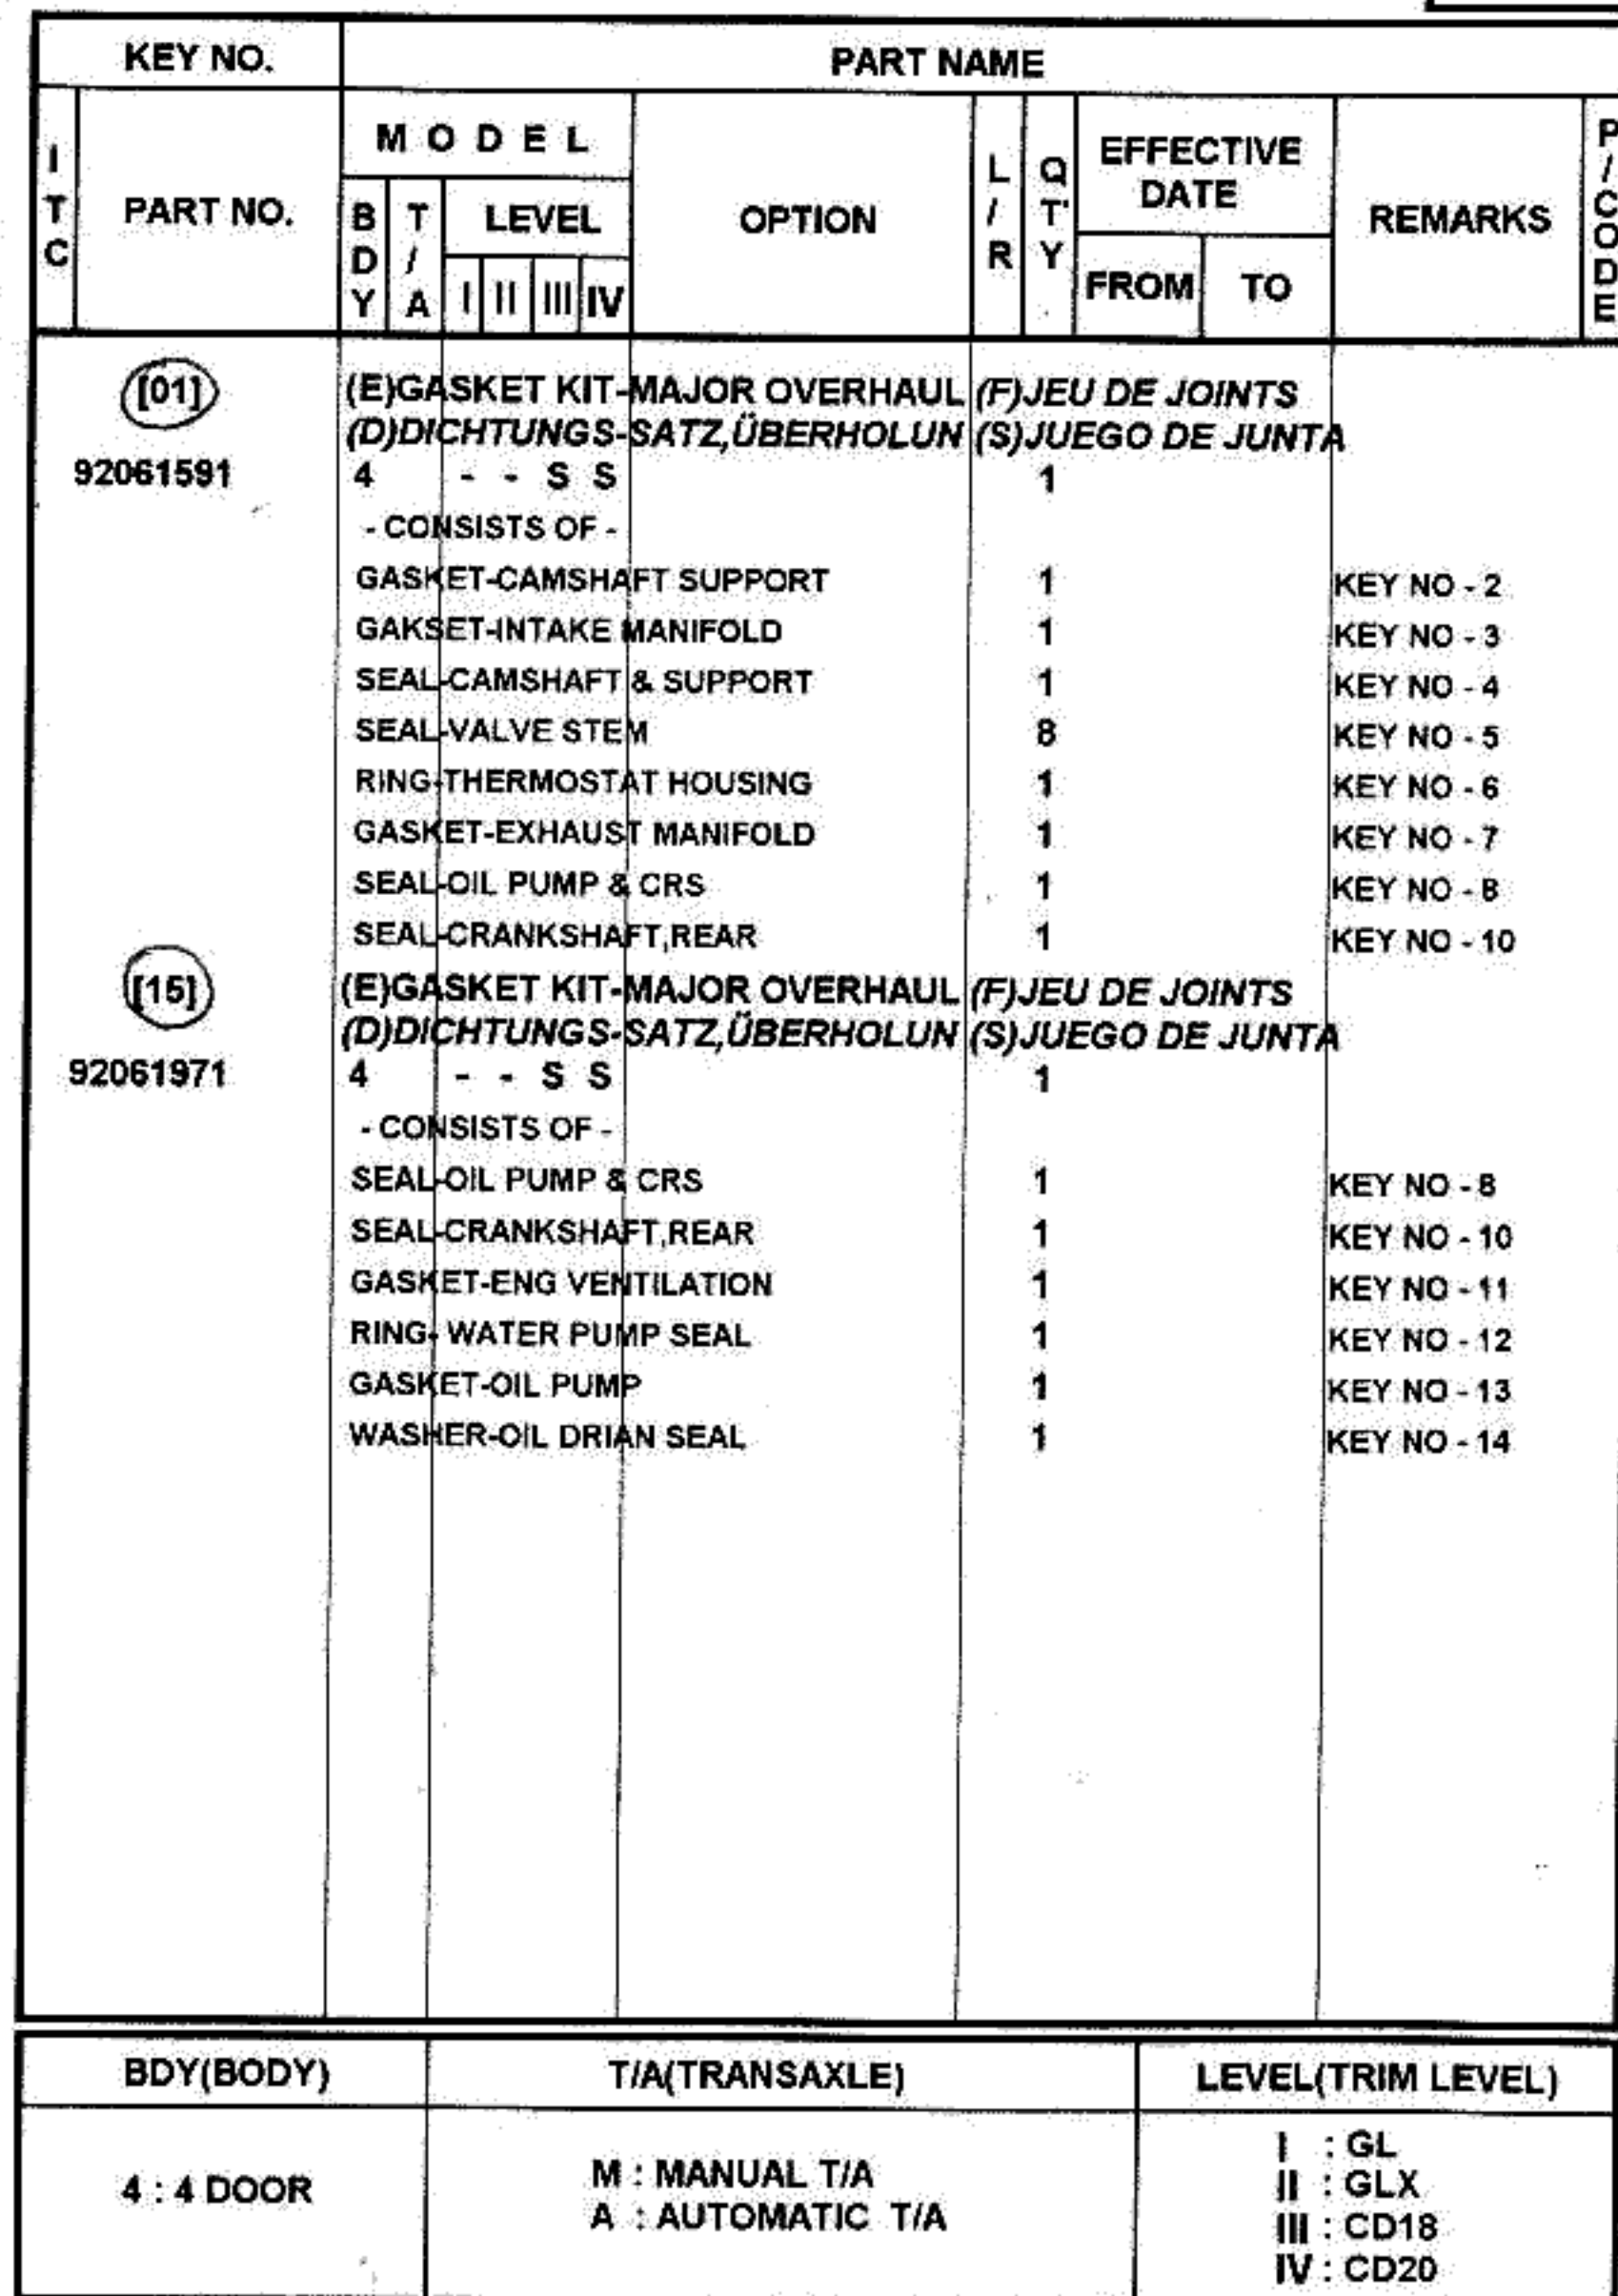 KEY NO. PART NAME
ITC PART NO. MODEL OPTION L/R Q'TY. EFFECTIVE DATE REMARKS P/CODE
BDY T/A LEVEL
I II III IV FROM TO
[01] (E)GASKET KIT-MAJOR OVERHAUL (F)JEU DE JOINTS
(D)DICHTUNGS-SATZ,ÜBERHOLUN (S)JUEGO DE JUNTA
92061591 4 - - S S 1
- CONSISTS OF -
GASKET-CAMSHAFT SUPPORT 1 KEY NO - 2
GAKSET-INTAKE MANIFOLD 1 KEY NO - 3
SEAL-CAMSHAFT & SUPPORT 1 KEY NO - 4
SEAL-VALVE STEM 8 KEY NO - 5
RING-THERMOSTAT HOUSING 1 KEY NO - 6
GASKET-EXHAUST MANIFOLD 1 KEY NO - 7
SEAL-OIL PUMP & CRS 1 KEY NO - 8
SEAL-CRANKSHAFT,REAR 1 KEY NO - 10
[15] (E)GASKET KIT-MAJOR OVERHAUL (F)JEU DE JOINTS
(D)DICHTUNGS-SATZ,ÜBERHOLUN (S)JUEGO DE JUNTA
92061971 4 - - S S 1
- CONSISTS OF -
SEAL-OIL PUMP & CRS 1 KEY NO - 8
SEAL-CRANKSHAFT,REAR 1 KEY NO - 10
GASKET-ENG VENTILATION 1 KEY NO - 11
RING- WATER PUMP SEAL 1 KEY NO - 12
GASKET-OIL PUMP 1 KEY NO - 13
WASHER-OIL DRIAN SEAL 1 KEY NO - 14
BDY(BODY) T/A(TRANSAXLE) LEVEL(TRIM LEVEL)
4 : 4 DOOR
M : MANUAL T/A
A : AUTOMATIC T/A
I : GL
II : GLX
III : CD18
IV : CD20